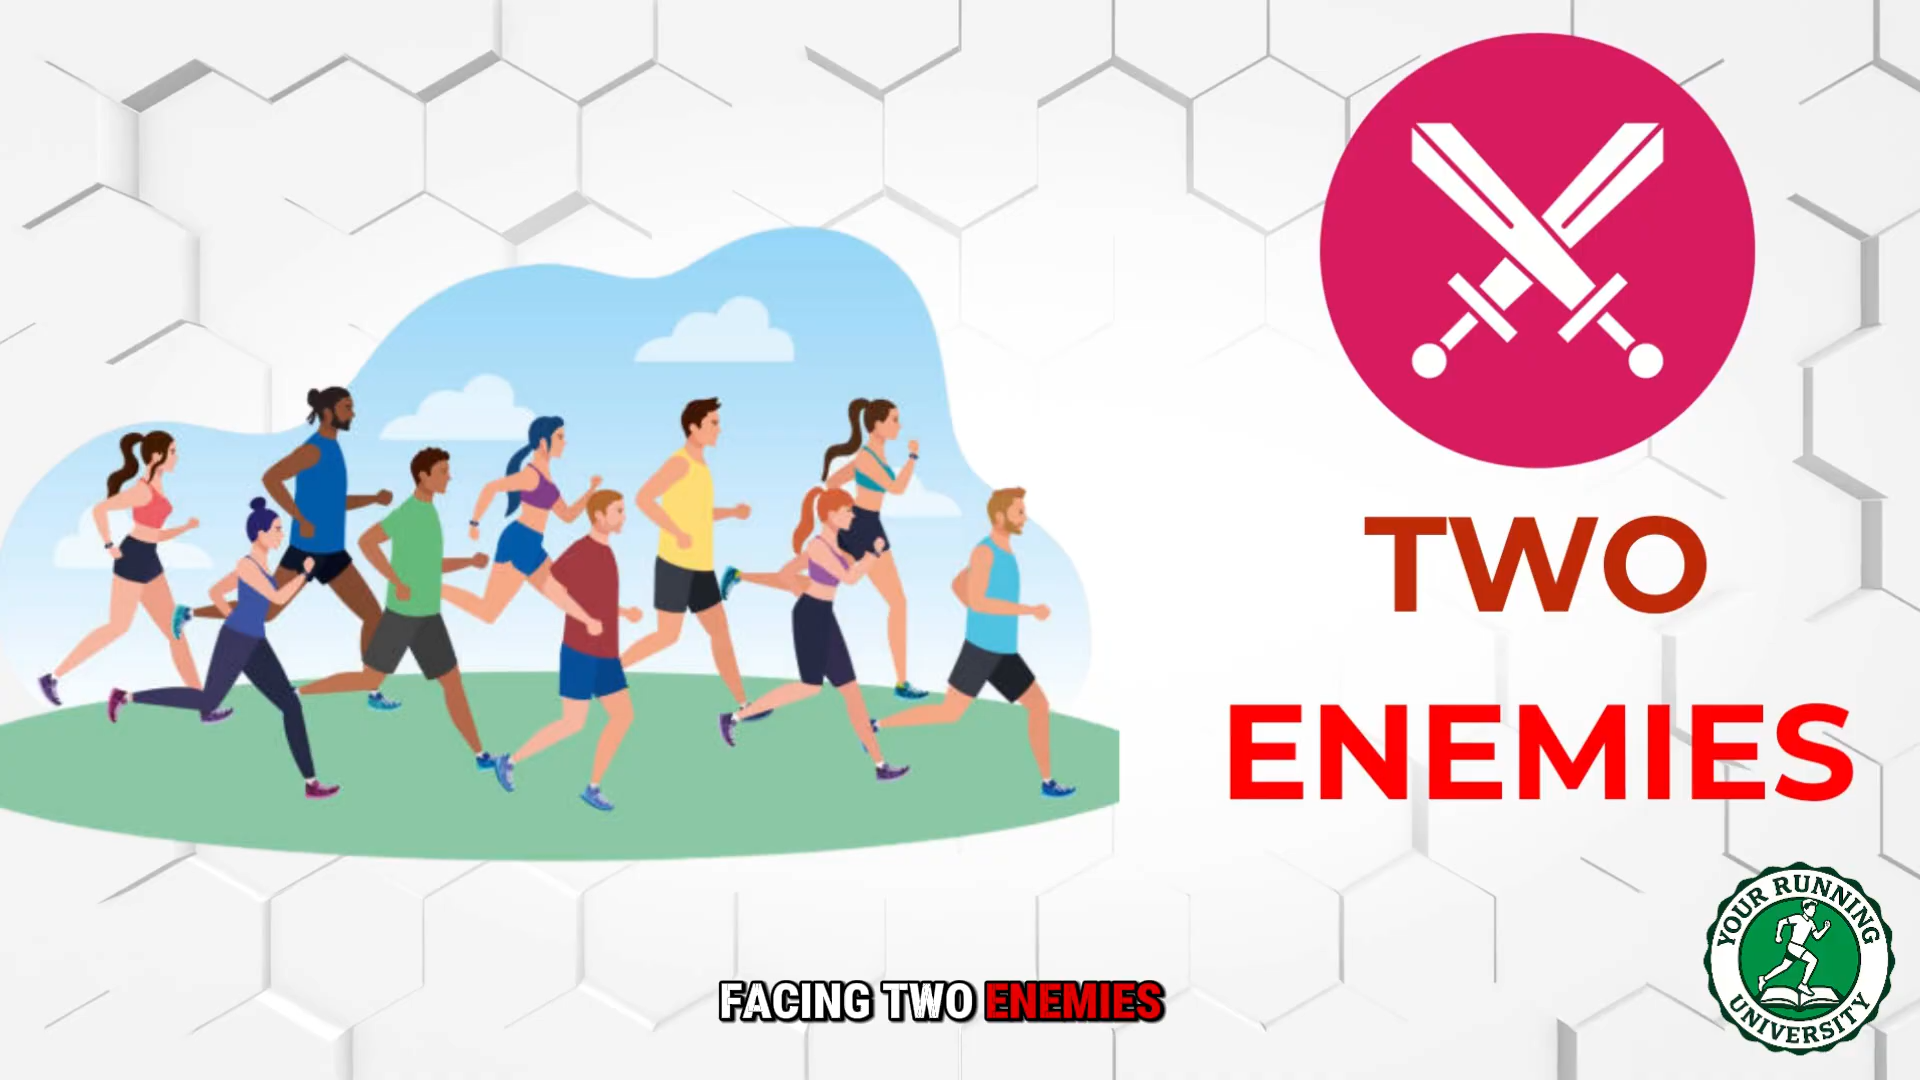 TWO
ENEMIES
YOUR RUNNING
UNIVERSITY
FACING TWO ENEMIES